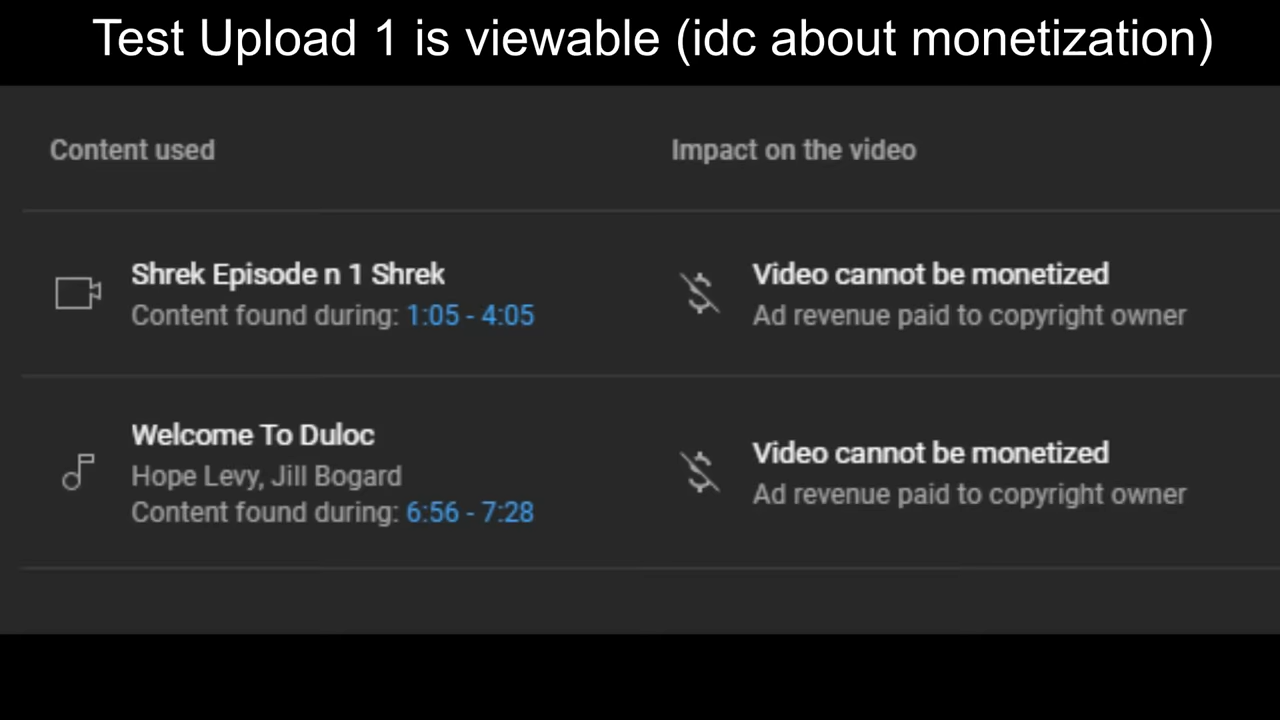 Test Upload 1 is viewable (idc about monetization)
Content used
Impact on the video
Shrek Episode n 1 Shrek
Content found during: 1:05 - 4:05
Video cannot be monetized
Ad revenue paid to copyright owner
Welcome To Duloc
Hope Levy, Jill Bogard
Content found during: 6:56 - 7:28
Video cannot be monetized
Ad revenue paid to copyright owner